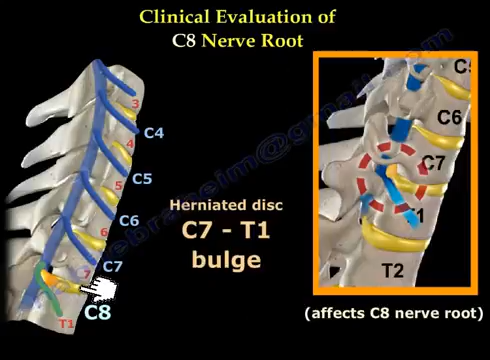 Clinical Evaluation of
C8 Nerve Root
3
C4
4
C5
5
C6
6
C7
7
C8
T1
Herniated disc
C7 - T1
bulge
C6
C7
T2
(affects C8 nerve root)